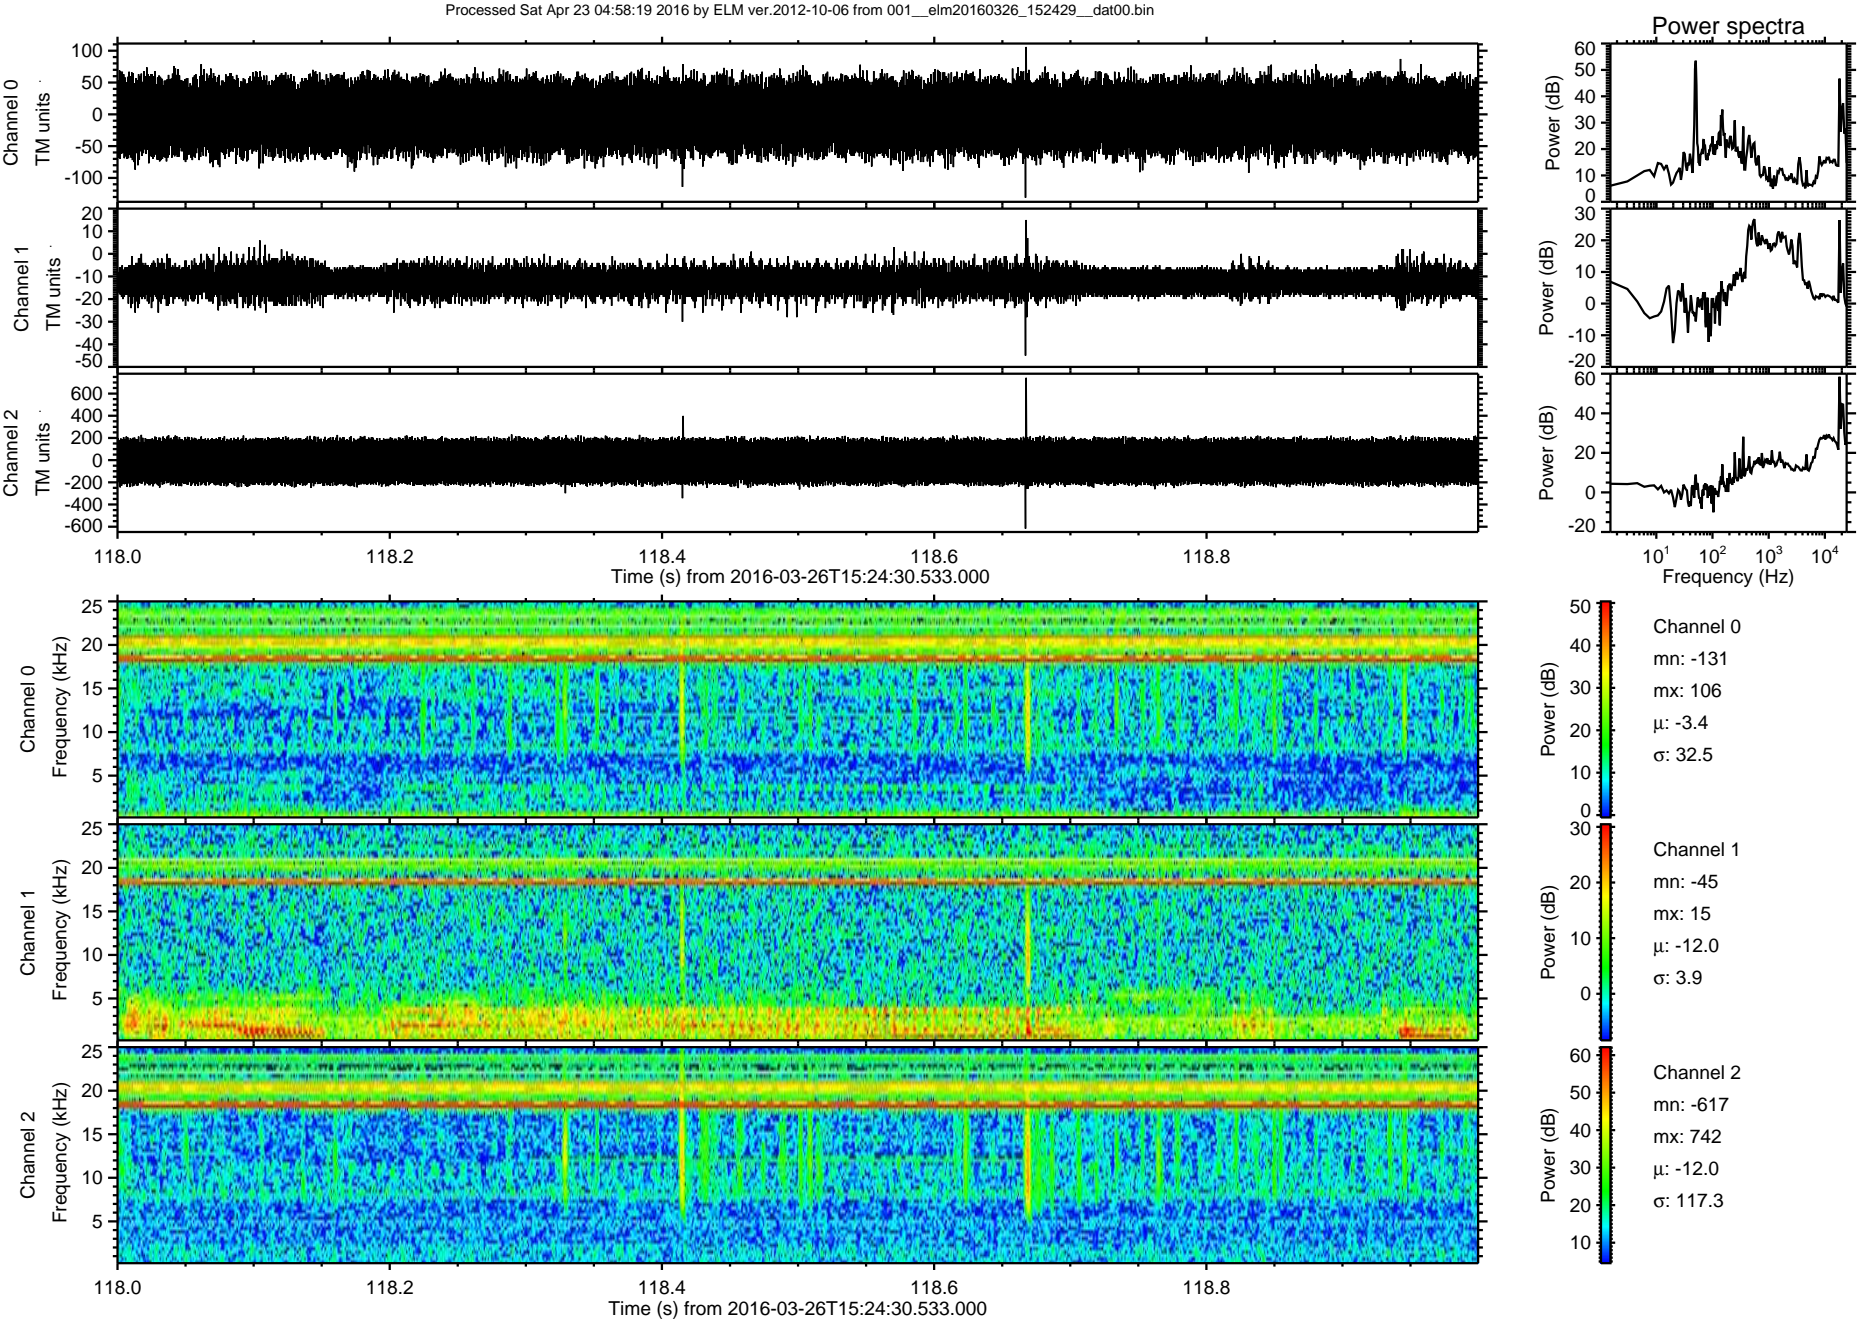 Processed Sat Apr 23 04:58:19 2016 by ELM ver.2012-10-06 from 001__elm20160326_152429__dat00.bin
Power spectra
Channel 0
TM units
100
50
0
-50
-100
Power (dB)
60
50
40
30
20
10
0
Channel 1
TM units
20
10
0
-10
-20
-30
-40
-50
Power (dB)
30
20
10
0
-10
-20
Channel 2
TM units
600
400
200
0
-200
-400
-600
Power (dB)
60
40
20
0
-20
118.0 118.2 118.4 118.6 118.8
Time (s) from 2016-03-26T15:24:30.533.000
10^1 10^2 10^3 10^4
Frequency (Hz)
Channel 0
Frequency (kHz)
25
20
15
10
5
Power (dB)
50
40
30
20
10
0
Channel 0
mn: -131
mx: 106
μ: -3.4
σ: 32.5
Channel 1
Frequency (kHz)
25
20
15
10
5
Power (dB)
30
20
10
0
Channel 1
mn: -45
mx: 15
μ: -12.0
σ: 3.9
Channel 2
Frequency (kHz)
25
20
15
10
5
Power (dB)
60
50
40
30
20
10
Channel 2
mn: -617
mx: 742
μ: -12.0
σ: 117.3
118.0 118.2 118.4 118.6 118.8
Time (s) from 2016-03-26T15:24:30.533.000